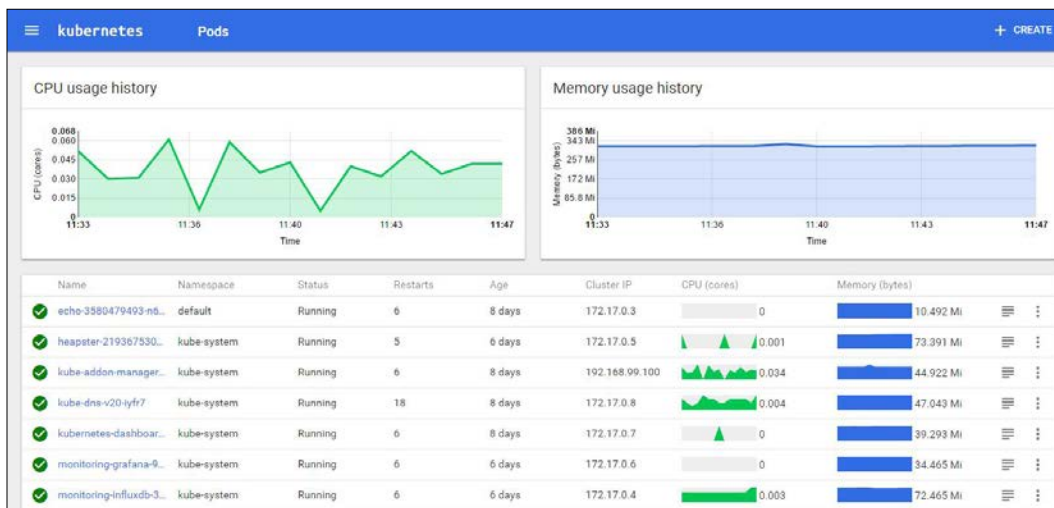 kubernetes Pods + CREATE
CPU usage history
0.068
0.060
0.045
0.030
0.015
0
CPU (cores)
11:33 11:36 11:40 11:43 11:47
Time
Memory usage history
386 Mi
343 Mi
257 Mi
172 Mi
85.8 Mi
0
Memory (bytes)
11:33 11:36 11:40 11:43 11:47
Time
Name Namespace Status Restarts Age Cluster IP CPU (cores) Memory (bytes)
echo-3580479493-n6... default Running 6 8 days 172.17.0.3 0 10.492 Mi
heapster-219367530... kube-system Running 5 6 days 172.17.0.5 0.001 73.391 Mi
kube-addon-manager... kube-system Running 6 8 days 192.168.99.100 0.034 44.922 Mi
kube-dns-v20-iyfr7 kube-system Running 18 8 days 172.17.0.8 0.004 47.043 Mi
kubernetes-dashboar... kube-system Running 6 8 days 172.17.0.7 0 39.293 Mi
monitoring-grafana-9... kube-system Running 6 6 days 172.17.0.6 0 34.465 Mi
monitoring-influxdb-3... kube-system Running 6 6 days 172.17.0.4 0.003 72.465 Mi